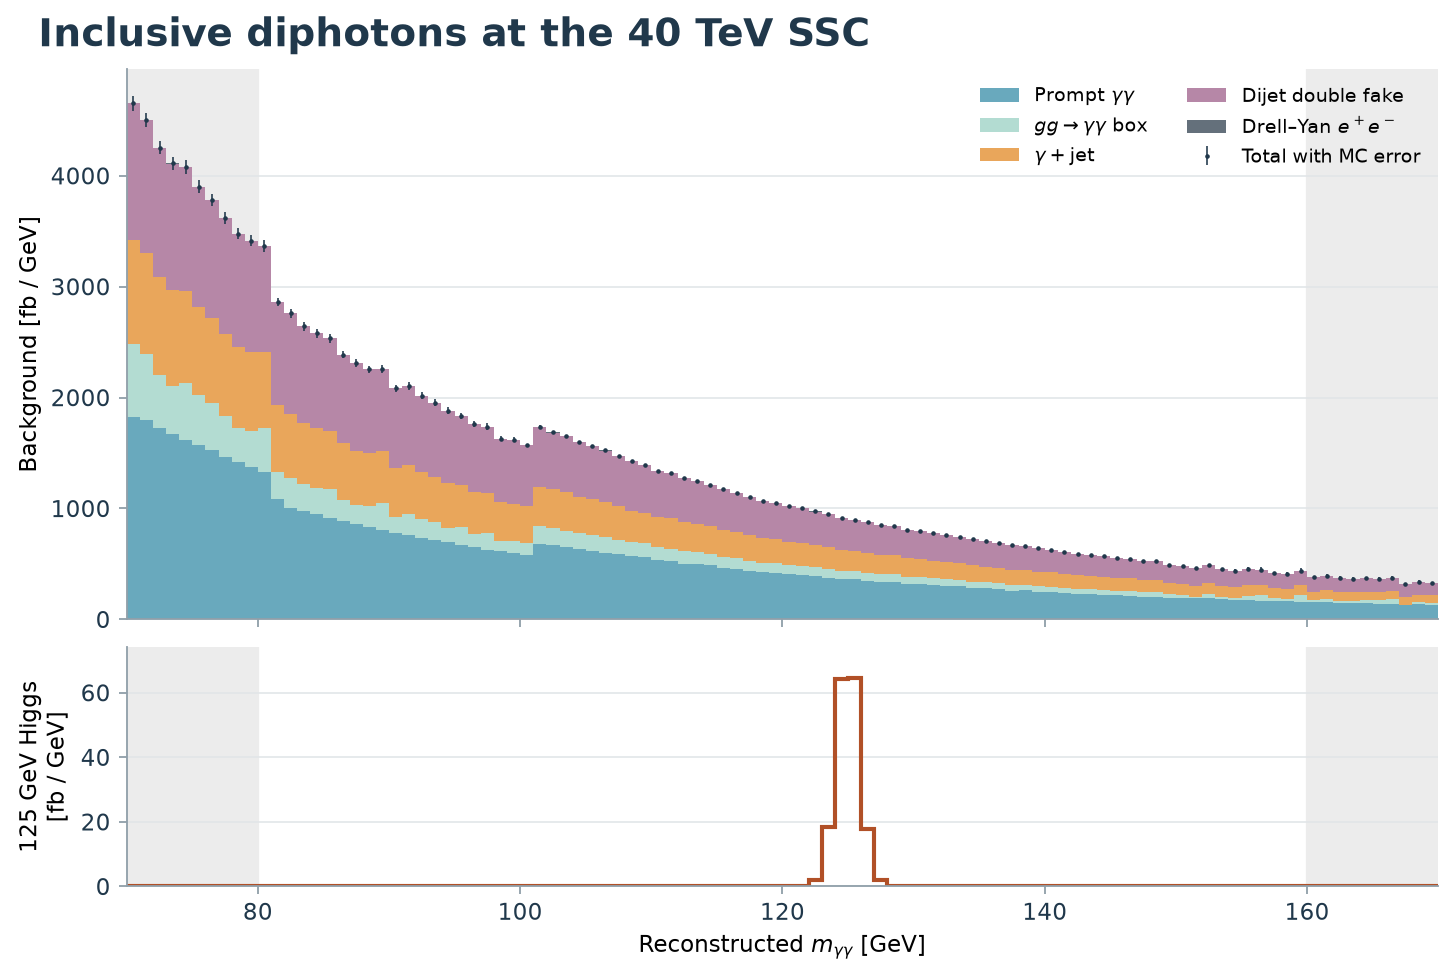 Inclusive diphotons at the 40 TeV SSC
Background [fb / GeV]
4000
3000
2000
1000
0
Prompt γγ
gg→γγ box
γ + jet
Dijet double fake
Drell–Yan e⁺e⁻
Total with MC error
125 GeV Higgs
[fb / GeV]
60
40
20
0
80
100
120
140
160
Reconstructed mγγ [GeV]